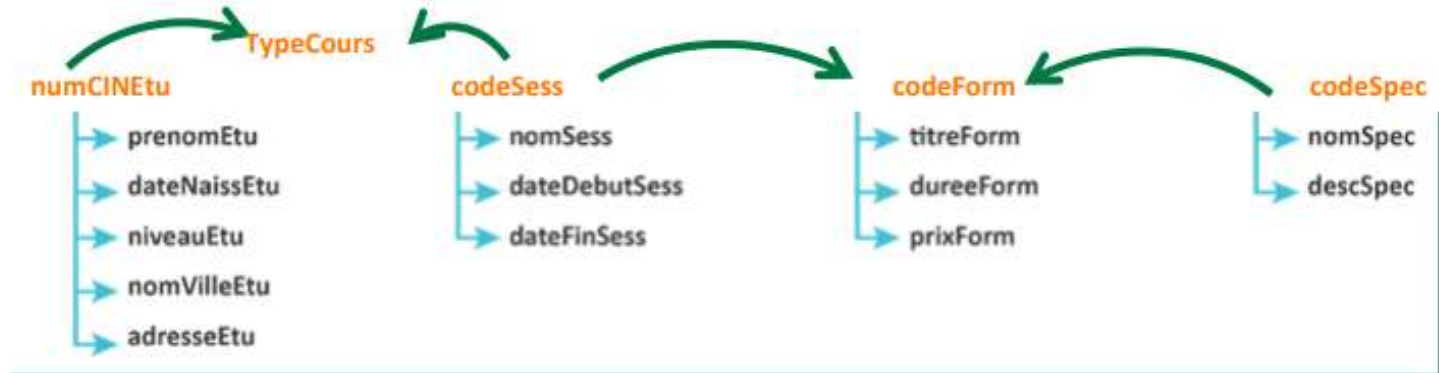 TypeCours
numCINEtu codeSess codeForm codeSpec
prenomEtu nomSess titreForm nomSpec
dateNaissEtu dateDebutSess dureeForm descSpec
niveauEtu dateFinSess prixForm
nomVilleEtu
adresseEtu